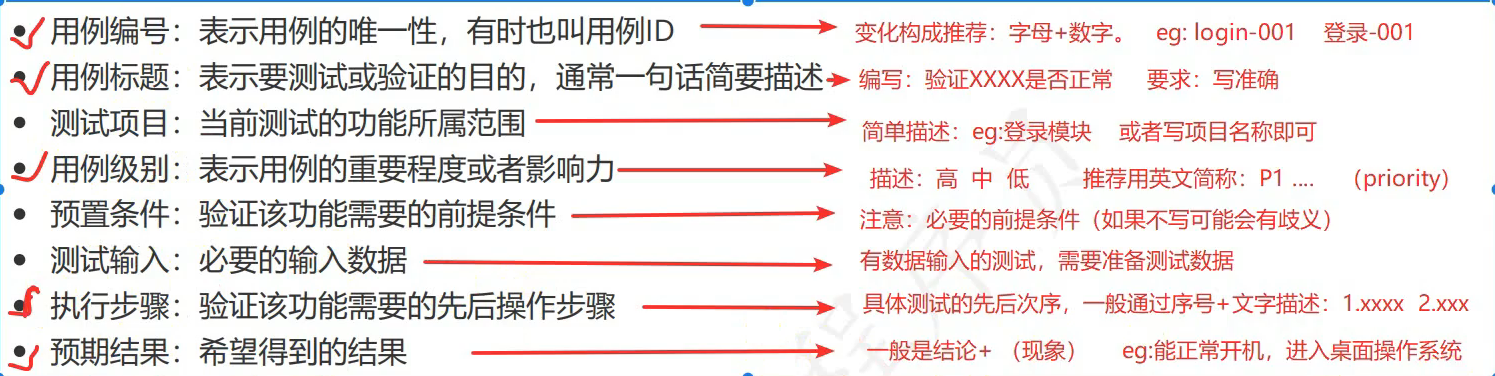 用例编号：表示用例的唯一性，有时也叫用例ID 变化构成推荐：字母+数字。 eg: login-001 登录-001
用例标题：表示要测试或验证的目的，通常一句话简要描述 编写：验证XXXX是否正常 要求：写准确
测试项目：当前测试的功能所属范围 简单描述：eg:登录模块 或者写项目名称即可
用例级别：表示用例的重要程度或者影响力 描述：高 中 低 推荐用英文简称：P1 .... （priority）
预置条件：验证该功能需要的前提条件 注意：必要的前提条件（如果不写可能会有歧义）
测试输入：必要的输入数据 有数据输入的测试，需要准备测试数据
执行步骤：验证该功能需要的先后操作步骤 具体测试的先后次序，一般通过序号+文字描述：1.xxxx 2.xxx
预期结果：希望得到的结果 一般是结论+ （现象） eg:能正常开机，进入桌面操作系统